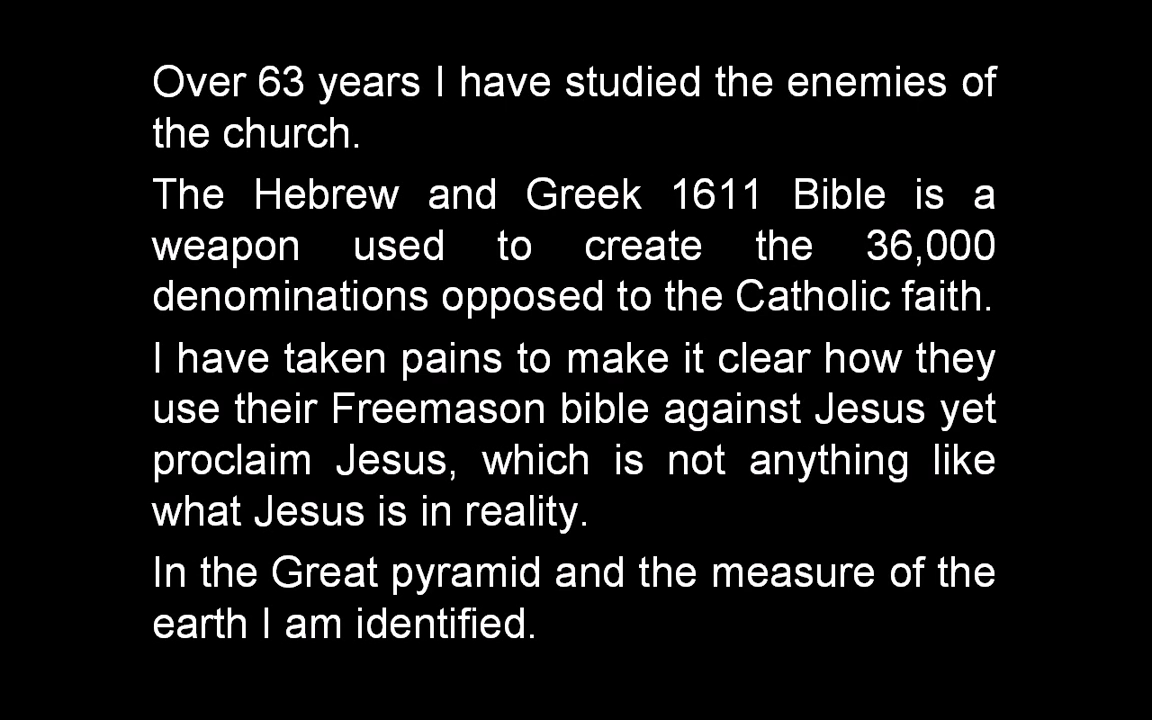 Over 63 years I have studied the enemies of
the church.
The Hebrew and Greek 1611 Bible is a
weapon used to create the 36,000
denominations opposed to the Catholic faith.
I have taken pains to make it clear how they
use their Freemason bible against Jesus yet
proclaim Jesus, which is not anything like
what Jesus is in reality.
In the Great pyramid and the measure of the
earth I am identified.